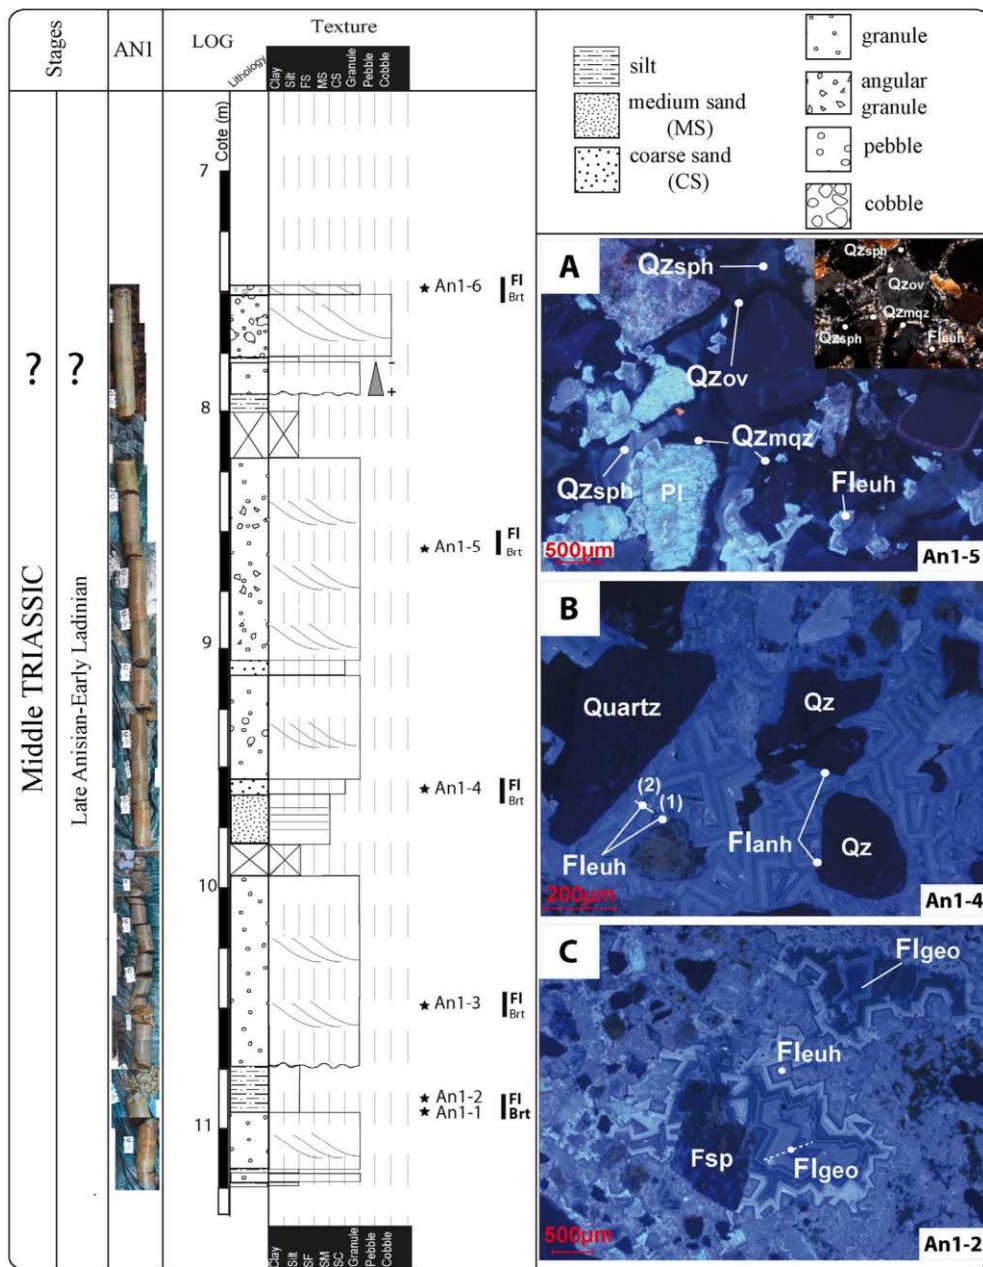 Stages
AN1
LOG
Texture
Lithology
Clay
Silt
FS
MS
CS
Granule
Pebble
Cobble
silt
medium sand
(MS)
coarse sand
(CS)
granule
angular
granule
pebble
cobble
Middle TRIASSIC
?
Late Anisian-Early Ladinian
?
Cote (m)
7
8
9
10
11
- 
+
An1-6
Fl
Brt
An1-5
Fl
Brt
An1-4
Fl
Brt
An1-3
Fl
Brt
An1-2
An1-1
Fl
Brt
Clay
Silt
SF
SM
SC
Granule
Pebble
Cobble
A
Qzsph
Qzov
Qzmqz
Qzsph
Pl
Fleuh
500µm
An1-5
Qzsph
Qzov
Qzmqz
Qzsph
Fleuh
B
Quartz
Qz
(2)
(1)
Fleuh
Flanh
Qz
200µm
An1-4
C
Flgeo
Fleuh
Fsp
Flgeo
500µm
An1-2